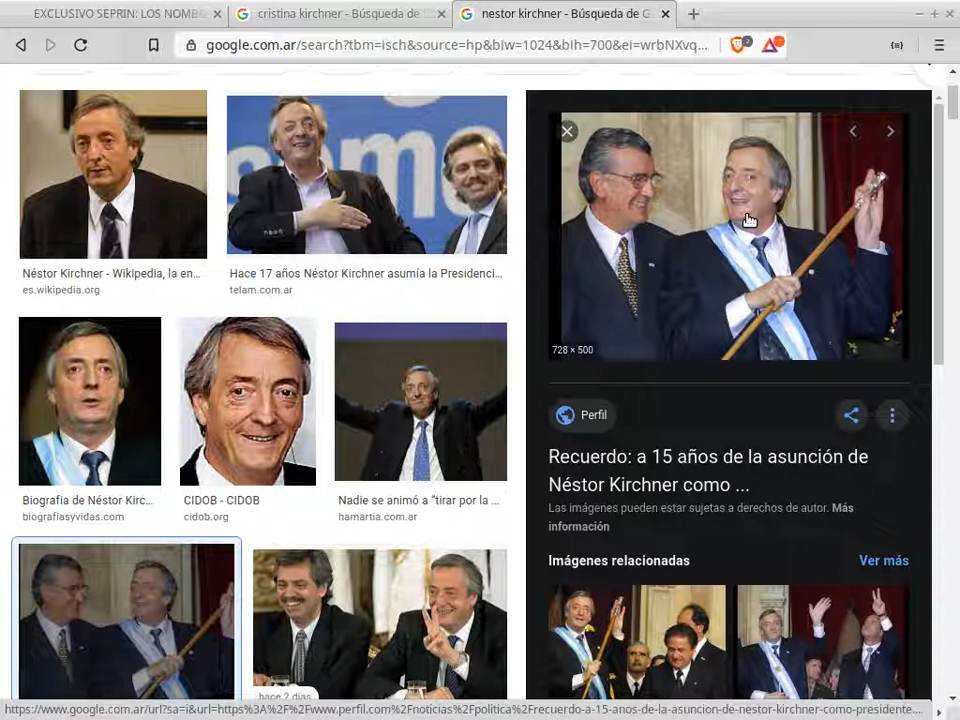 EXCLUSIVO SEPRIN: LOS NOMB
cristina kirchner - Búsqueda de
nestor kirchner - Búsqueda de G
google.com.ar/search?tbm=isch&source=hp&biw=1024&bih=700&ei=wrbNXvq...
Néstor Kirchner - Wikipedia, la en...
es.wikipedia.org
Hace 17 años Néstor Kirchner asumía la Presidenci...
telam.com.ar
728 × 500
Perfil
Recuerdo: a 15 años de la asunción de
Néstor Kirchner como ...
Las imágenes pueden estar sujetas a derechos de autor. Más
información
Biografia de Néstor Kirc...
biografiasyvidas.com
CIDOB - CIDOB
cidob.org
Nadie se animó a “tirar por la ...
hamartia.com.ar
Imágenes relacionadas
Ver más
hace 2 días
https://www.google.com.ar/url?sa=i&url=https%3A%2F%2Fwww.perfil.com%2Fnoticias%2Fpolitica%2Frecuerdo-a-15-anos-de-la-asuncion-de-nestor-kirchner-como-presidente....